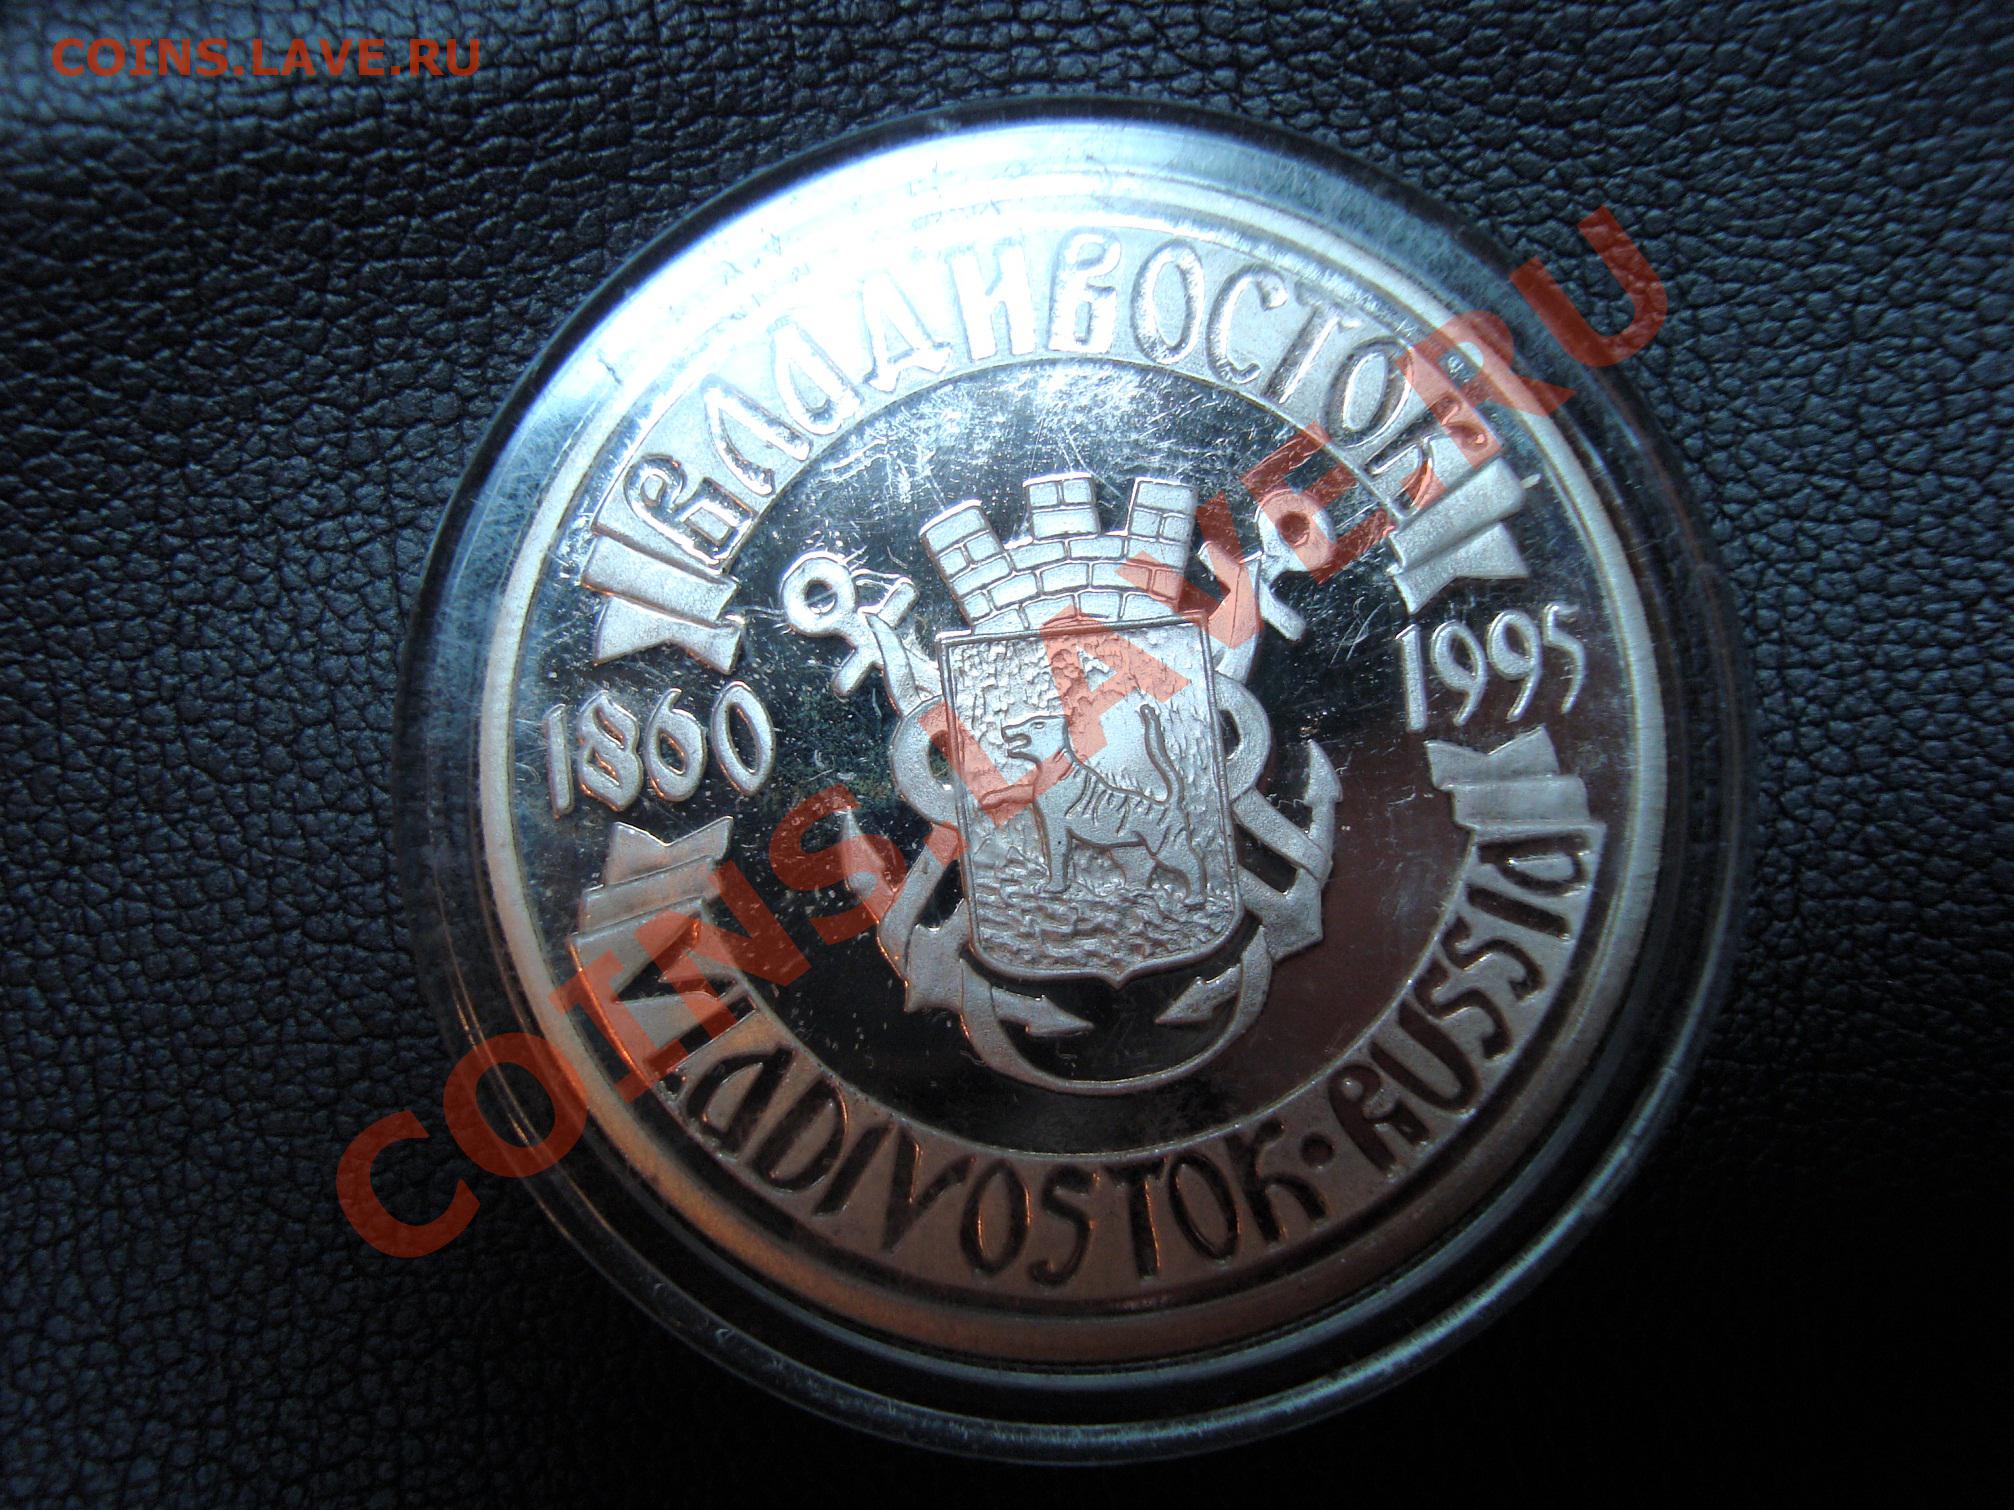 COINS.LAVE.RU
ВЛАДИВОСТОК
1860
1995
VLADIVOSTOK • RUSSIA
COINS.LAVE.RU